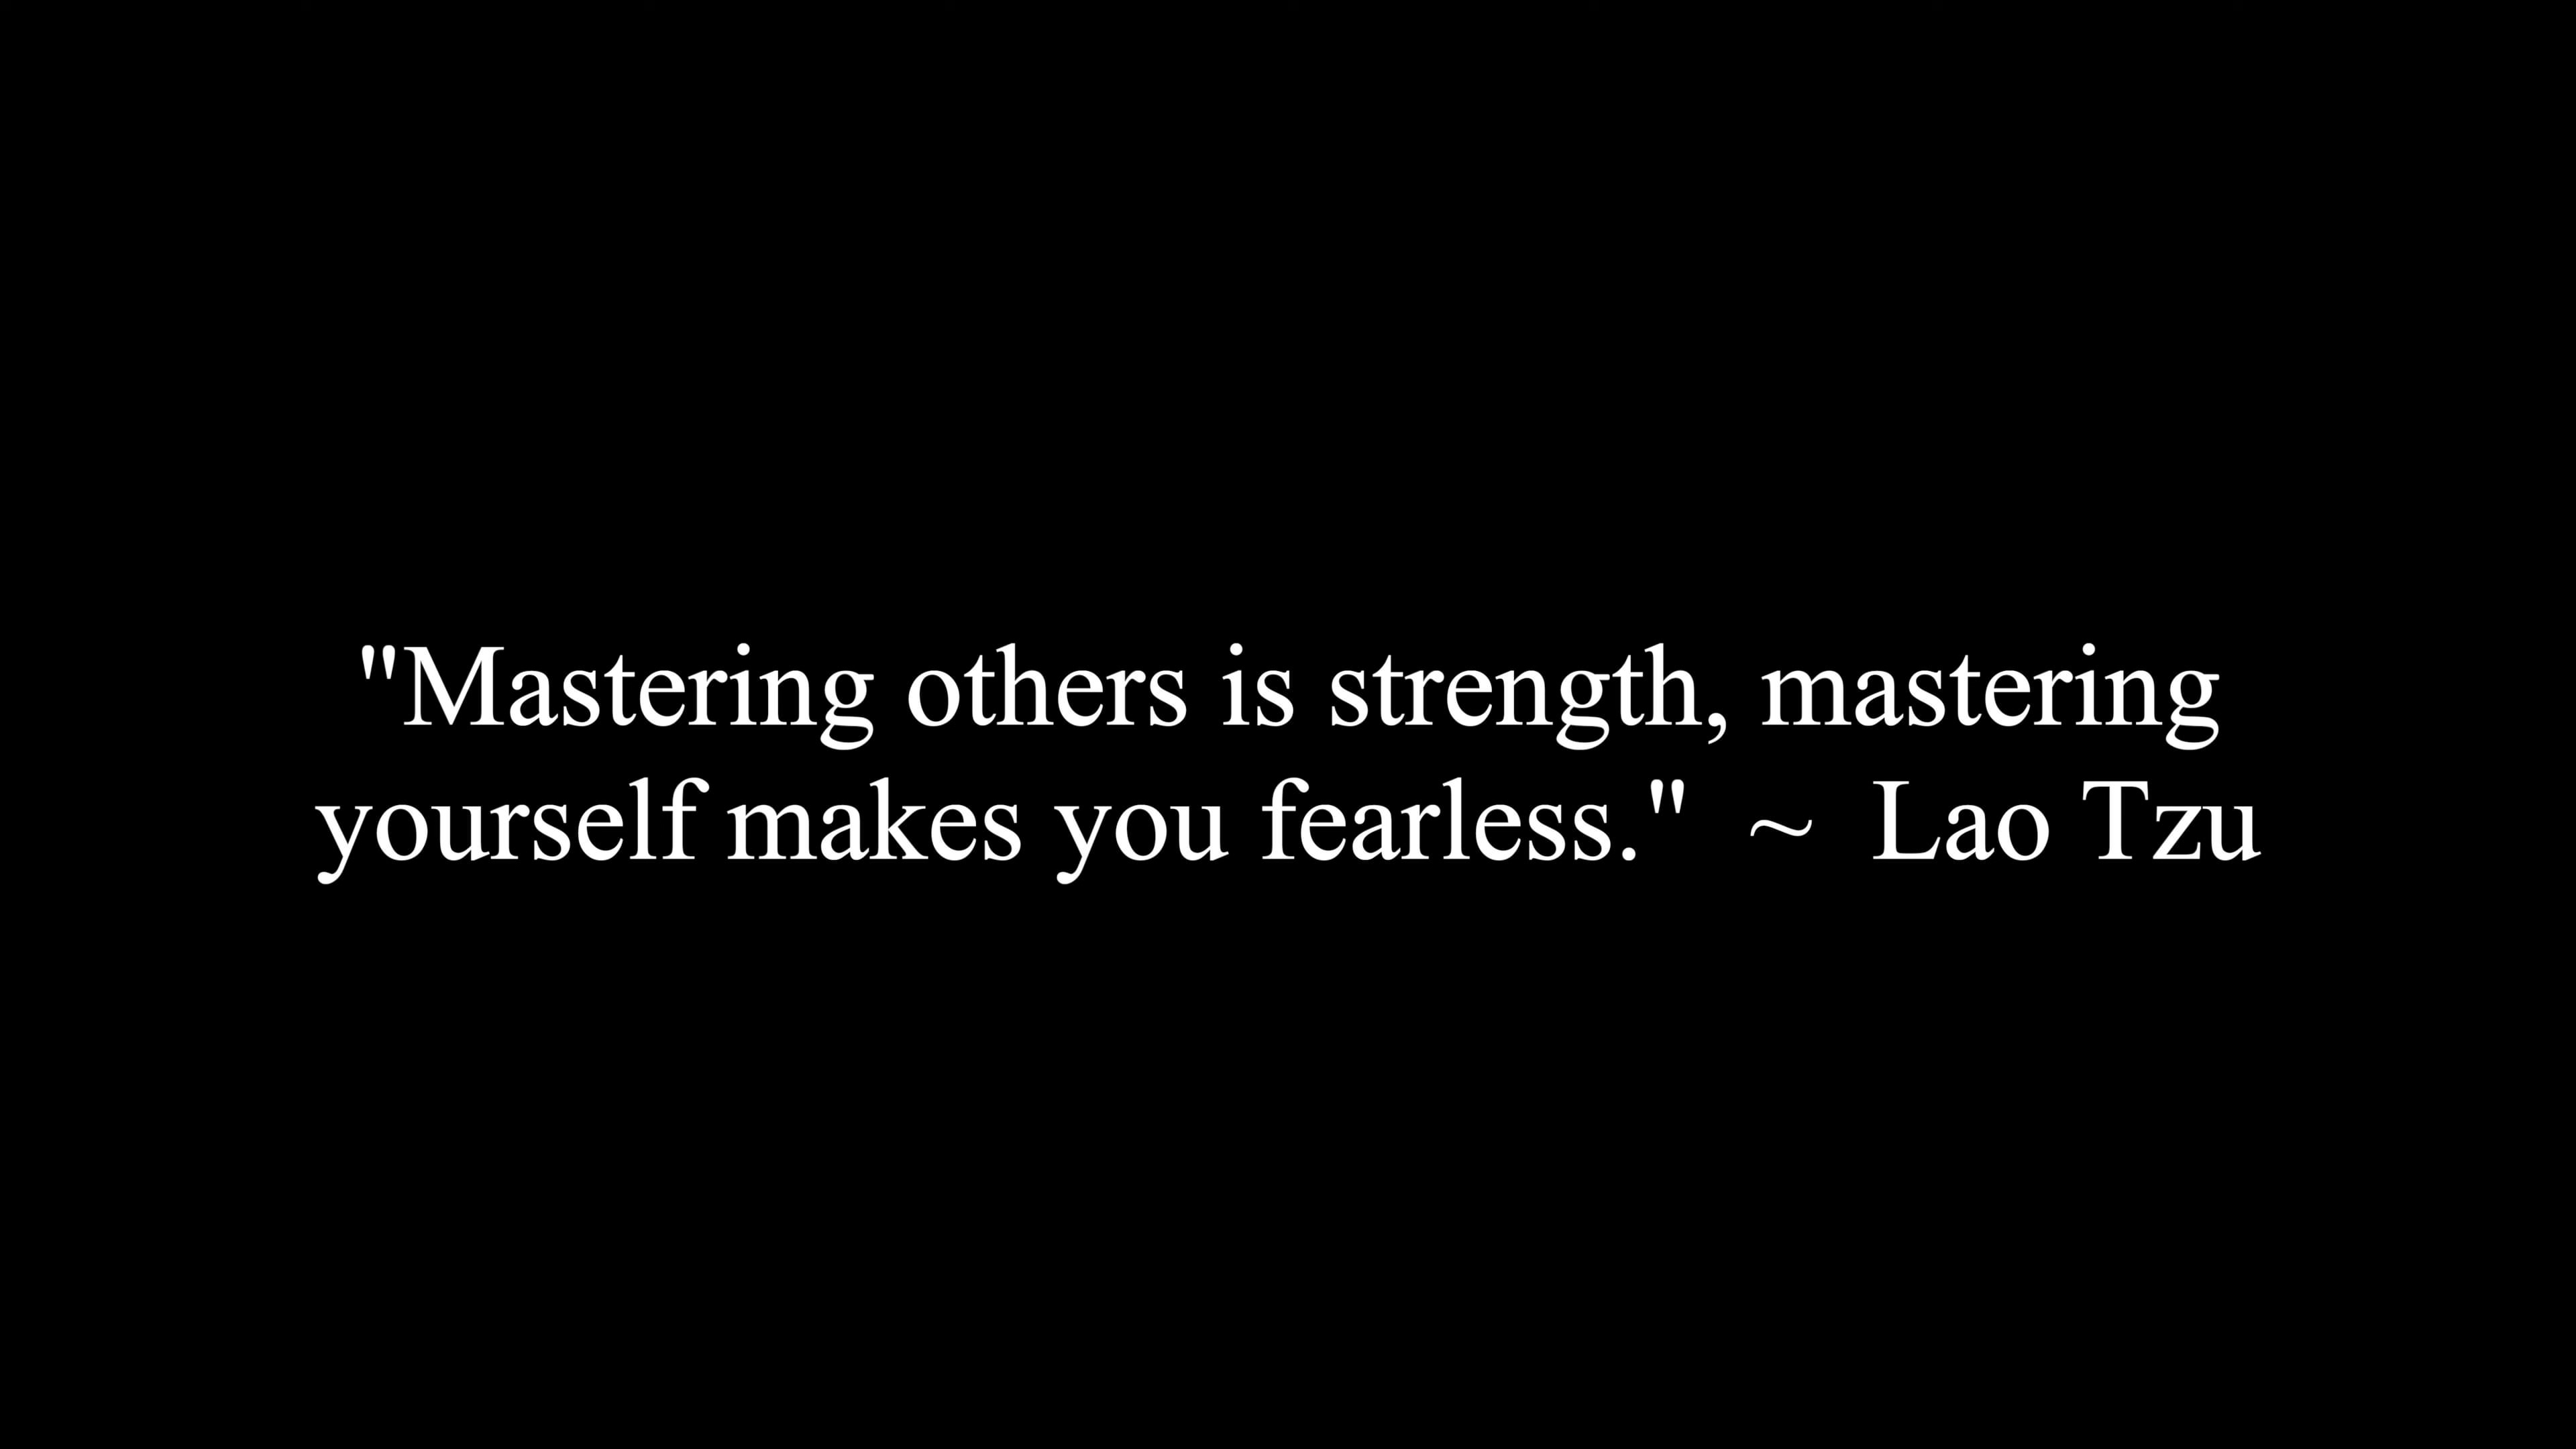 "Mastering others is strength, mastering
yourself makes you fearless."  ~  Lao Tzu